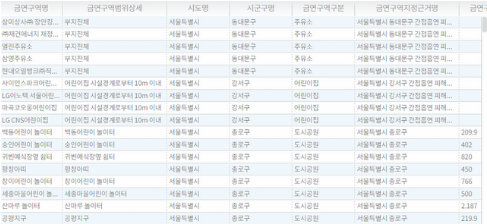 금연구역명 금연구역범위상세 시도명 시군구명 금연구역구분 금연구역지정근거명 금연구
삼미상사㈜장안점... 부지전체 서울특별시 동대문구 주유소 서울특별시 동대문구 간접흡연 피...
㈜재건에너지 재정... 부지전체 서울특별시 동대문구 주유소 서울특별시 동대문구 간접흡연 피...
열린주유소 부지전체 서울특별시 동대문구 주유소 서울특별시 동대문구 간접흡연 피...
삼영주유소 부지전체 서울특별시 동대문구 주유소 서울특별시 동대문구 간접흡연 피...
현대오일뱅크㈜직... 부지전체 서울특별시 동대문구 주유소 서울특별시 동대문구 간접흡연 피...
사이언스파크어린... 어린이집 시설경계로부터 10m 이내 서울특별시 강서구 어린이집 서울특별시 강서구 간접흡연 피해...
LG이노텍 서울어린... 어린이집 시설경계로부터 10m 이내 서울특별시 강서구 어린이집 서울특별시 강서구 간접흡연 피해...
마곡코오롱어린이집 어린이집 시설경계로부터 10m 이내 서울특별시 강서구 어린이집 서울특별시 강서구 간접흡연 피해...
LG CNS어린이집 어린이집 시설경계로부터 10m 이내 서울특별시 강서구 어린이집 서울특별시 강서구 간접흡연 피해...
백동어린이 놀이터 백동어린이 놀이터 서울특별시 종로구 도시공원 서울특별시 종로구 209.9
숭인어린이 놀이터 숭인어린이 놀이터 서울특별시 종로구 도시공원 서울특별시 종로구 402
귀빈예식장옆 쉼터 귀빈예식장옆 쉼터 서울특별시 종로구 도시공원 서울특별시 종로구 820
평창아띠 평창아띠 서울특별시 종로구 도시공원 서울특별시 종로구 450
창이어린이 놀이터 창이어린이 놀이터 서울특별시 종로구 도시공원 서울특별시 종로구 766
세종마을어린이 놀... 세종마을어린이 놀이터 서울특별시 종로구 도시공원 서울특별시 종로구 500
산마루 놀이터 산마루 놀이터 서울특별시 종로구 도시공원 서울특별시 종로구 2.187
공평지구 공평지구 서울특별시 종로구 도시공원 서울특별시 종로구 219.9